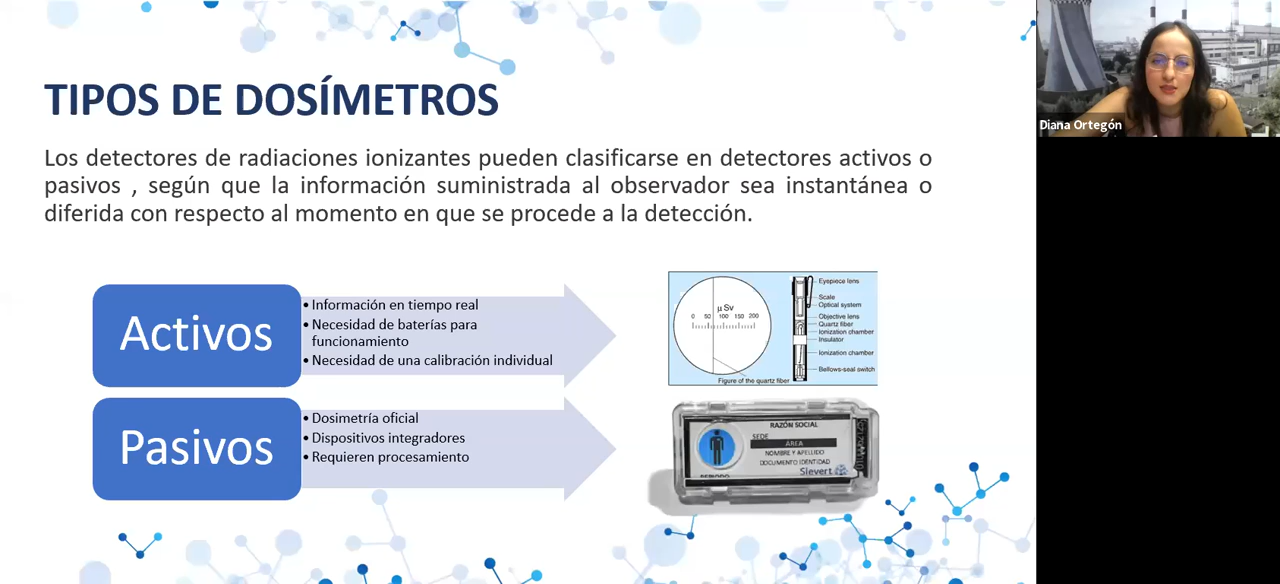 TIPOS DE DOSÍMETROS
Los detectores de radiaciones ionizantes pueden clasificarse en detectores activos o
pasivos , según que la información suministrada al observador sea instantánea o
diferida con respecto al momento en que se procede a la detección.
Activos
• Información en tiempo real
• Necesidad de baterías para
funcionamiento
• Necesidad de una calibración individual
µ Sv
0 50 100 150 200
Figure of the quartz fiber
Eyepiece lens
Scale
Optical system
Objective lens
Quartz fiber
Ionization chamber
Insulator
Ionization chamber
Bellows-seal switch
Pasivos
• Dosimetría oficial
• Dispositivos integradores
• Requieren procesamiento
RAZÓN SOCIAL
SEDE
ÁREA
NOMBRE Y APELLIDO
DOCUMENTO IDENTIDAD
Sievert
Diana Ortegón